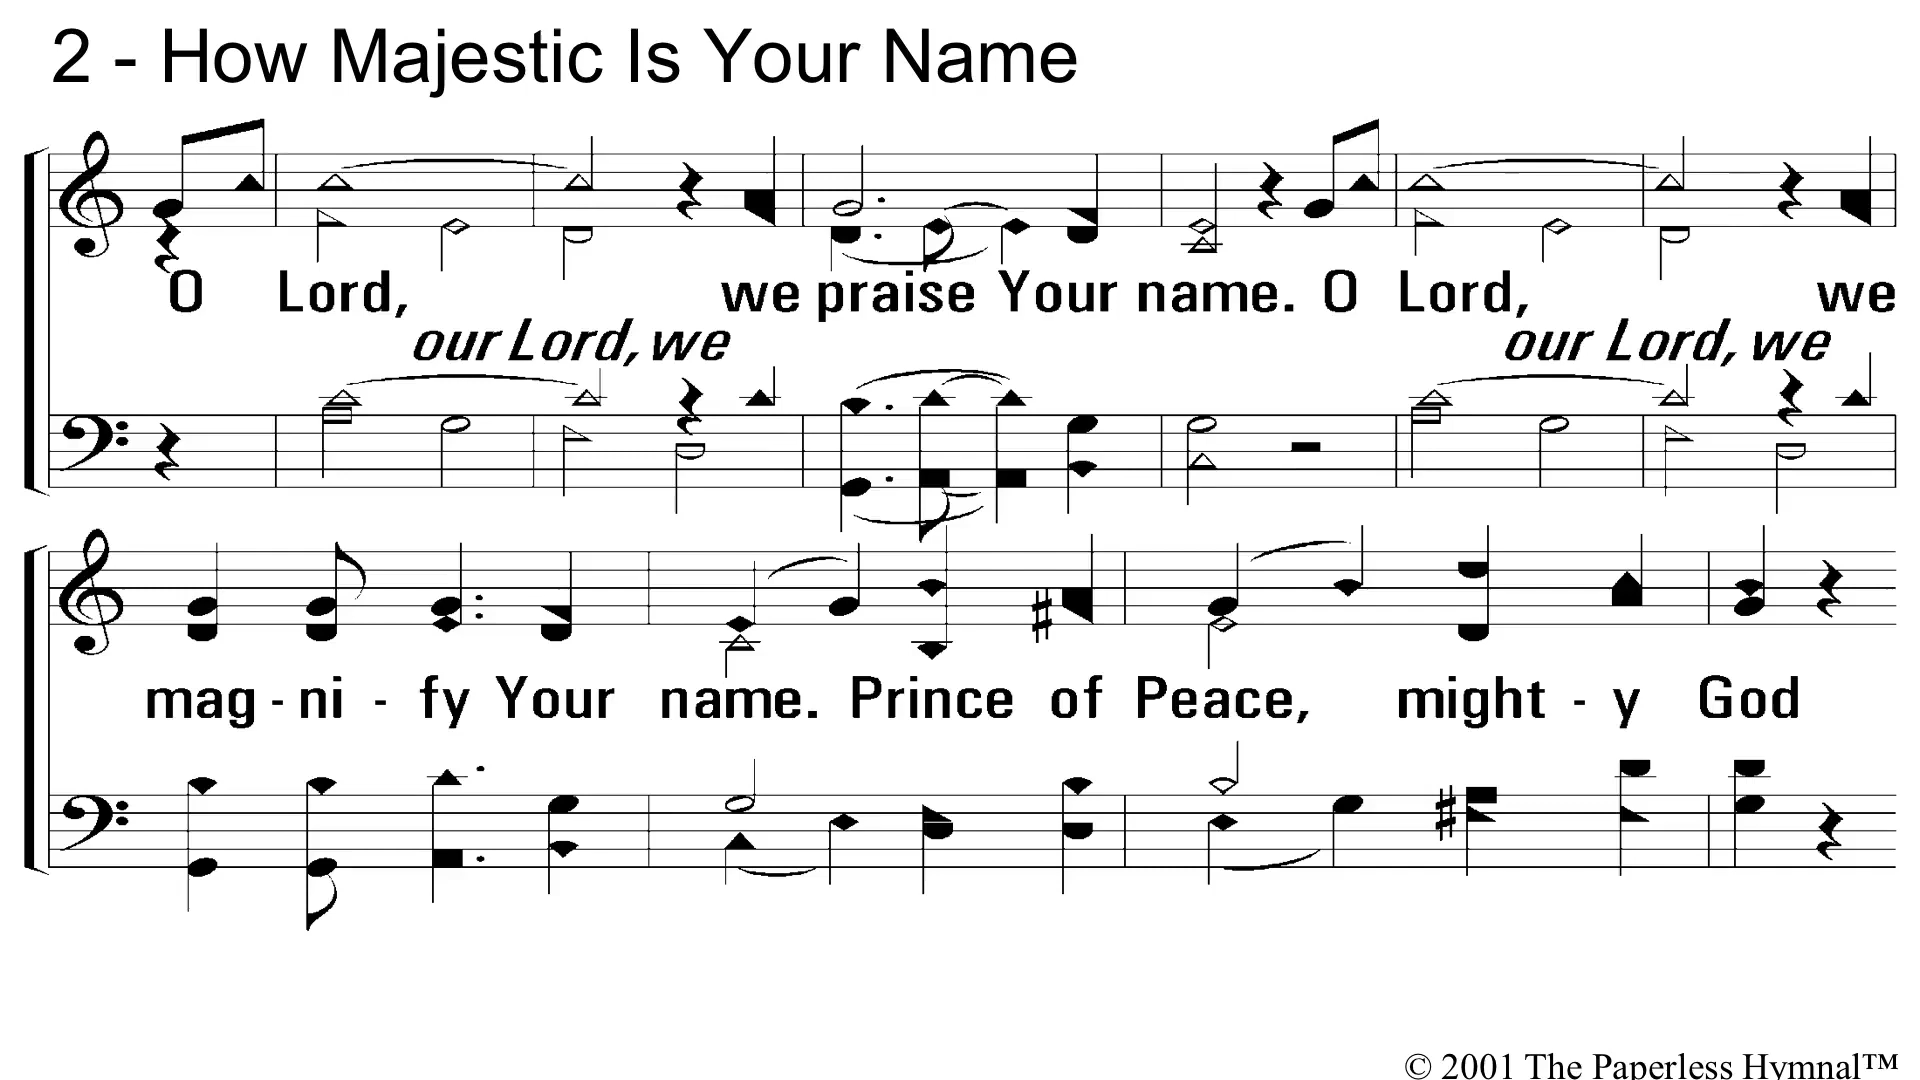 2 - How Majestic Is Your Name
O Lord, we praise Your name. O Lord, we
our Lord, we our Lord, we
mag - ni - fy Your name. Prince of Peace, might - y God
© 2001 The Paperless Hymnal™